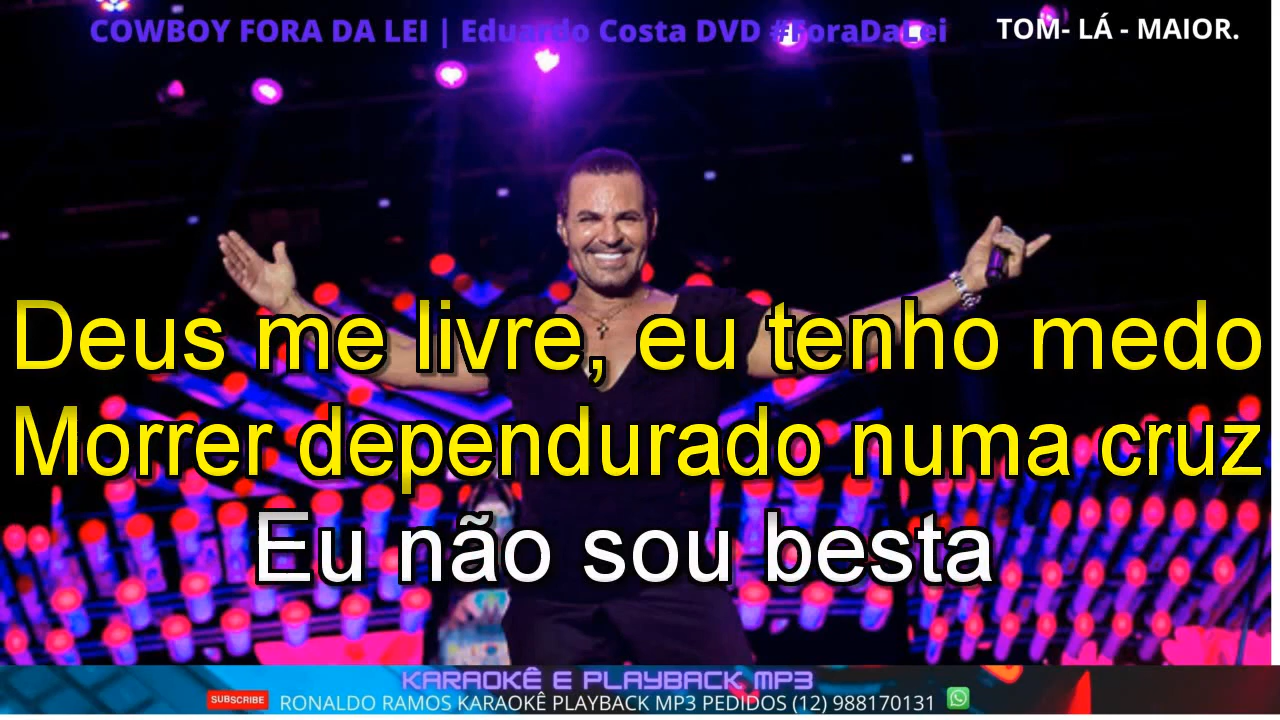 COWBOY FORA DA LEI | Eduardo Costa DVD #ForaDaLei
TOM- LÁ - MAIOR.
Deus me livre, eu tenho medo
Morrer dependurado numa cruz
Eu não sou besta
KARAOKÊ E PLAYBACK MP3
SUBSCRIBE RONALDO RAMOS KARAOKÊ PLAYBACK MP3 PEDIDOS (12) 988170131